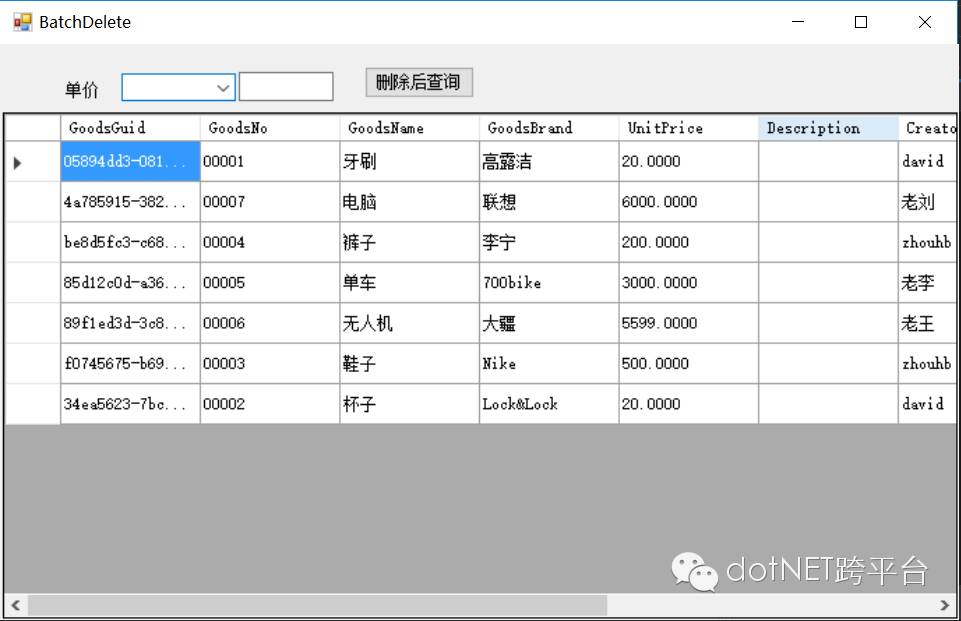 BatchDelete
单价 删除后查询
GoodsGuid GoodsNo GoodsName GoodsBrand UnitPrice Description Creato
05894dd3-081... 00001 牙刷 高露洁 20.0000 david
4a785915-382... 00007 电脑 联想 6000.0000 老刘
be8d5fc3-c68... 00004 裤子 李宁 200.0000 zhouhb
85d12c0d-a36... 00005 单车 700bike 3000.0000 老李
89f1ed3d-3c8... 00006 无人机 大疆 5599.0000 老王
f0745675-b69... 00003 鞋子 Nike 500.0000 zhouhb
34ea5623-7bc... 00002 杯子 Lock&Lock 20.0000 david
dotNET跨平台